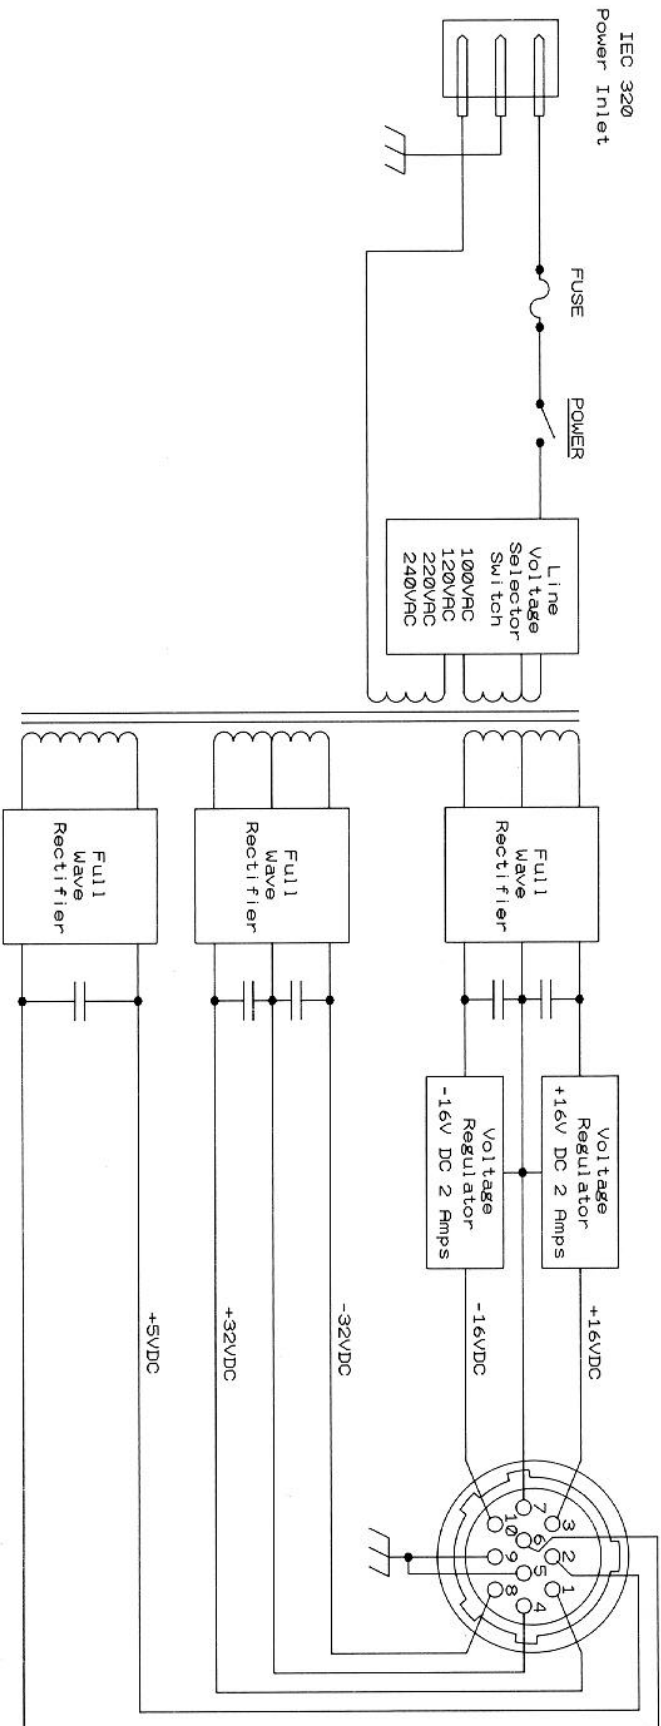 IEC 320
Power Inlet
FUSE
POWER
Line
Voltage
Selector
Switch
100VAC
120VAC
220VAC
240VAC
Full
Wave
Rectifier
Full
Wave
Rectifier
Full
Wave
Rectifier
Voltage
Regulator
+16V DC 2 Amps
Voltage
Regulator
-16V DC 2 Amps
+16VDC
-16VDC
-32VDC
+32VDC
+5VDC
3
2
1
7
6
5
4
10
9
8